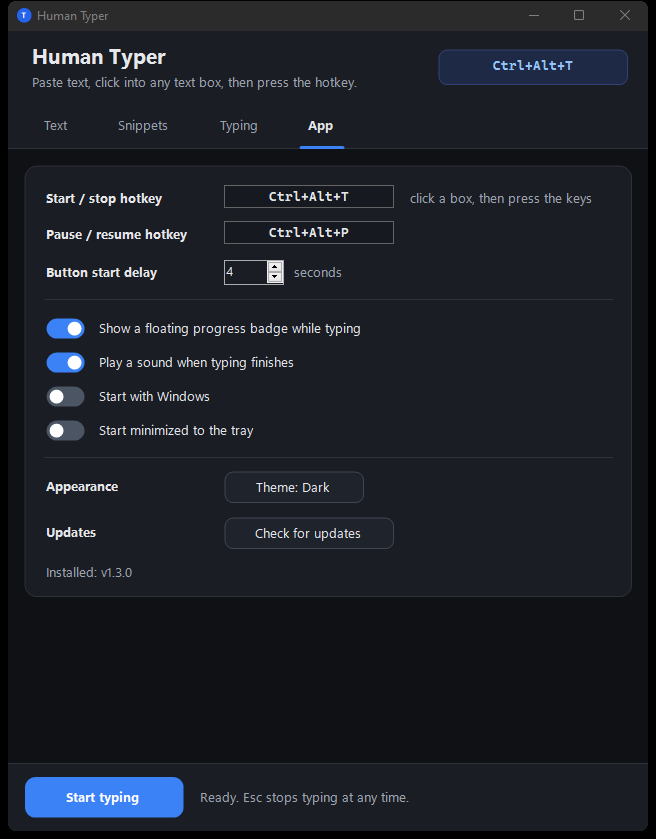 T Human Typer
Human Typer
Paste text, click into any text box, then press the hotkey.
Ctrl+Alt+T
Text Snippets Typing App
Start / stop hotkey Ctrl+Alt+T click a box, then press the keys
Pause / resume hotkey Ctrl+Alt+P
Button start delay 4 seconds
Show a floating progress badge while typing
Play a sound when typing finishes
Start with Windows
Start minimized to the tray
Appearance Theme: Dark
Updates Check for updates
Installed: v1.3.0
Start typing Ready. Esc stops typing at any time.